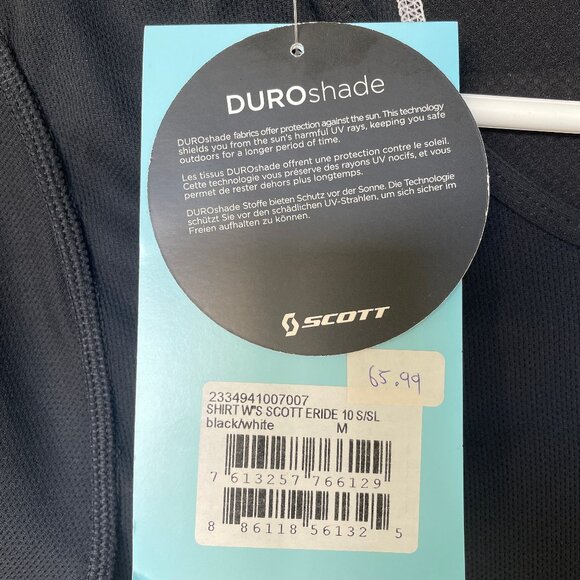 DUROshade
DUROshade fabrics offer protection against the sun. This technology
shields you from the sun's harmful UV rays, keeping you safe
outdoors for a longer period of time.
Les tissus DUROshade offrent une protection contre le soleil.
Cette technologie vous préserve des rayons UV nocifs, et vous
permet de rester dehors plus longtemps.
DUROshade Stoffe bieten Schutz vor der Sonne. Die Technologie
schützt Sie vor den schädlichen UV-Strahlen, um sich sicher im
Freien aufhalten zu können.
SCOTT
65.99
2334941007007
SHIRT W"S SCOTT ERIDE 10 S/SL
black/white M
7 613257 766129
8 86118 56132 5